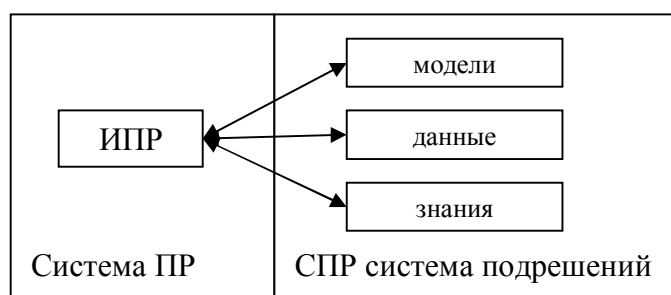 модели
ИПР
данные
знания
Система ПР
СПР система подрешений